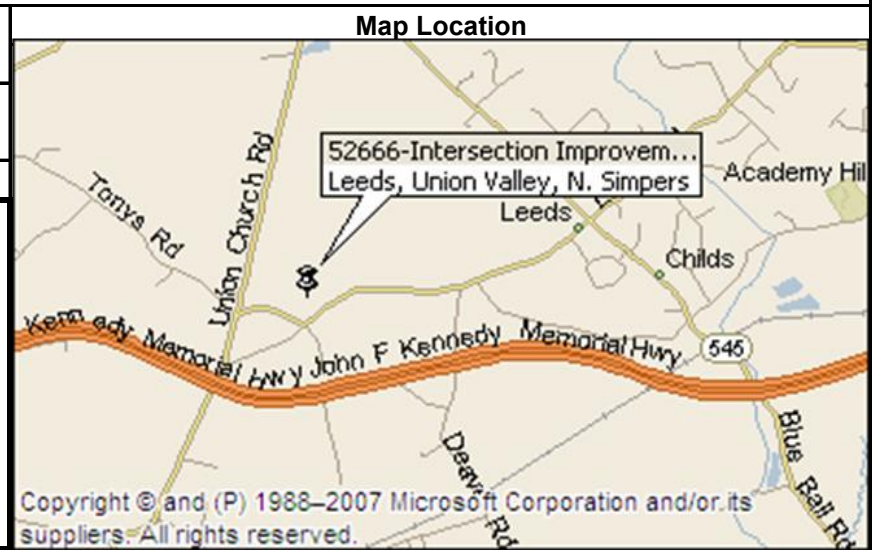 Map Location
52666-Intersection Improvem...
Leeds, Union Valley, N. Simpers
Academy Hil
Tonys Rd
Union Church Rd
Leeds
Childs
Memorial Hwy
John F Kennedy Memorial Hwy
545
Deaver Rd
Blue Ball Rd
Copyright © and (P) 1988–2007 Microsoft Corporation and/or its
suppliers. All rights reserved.